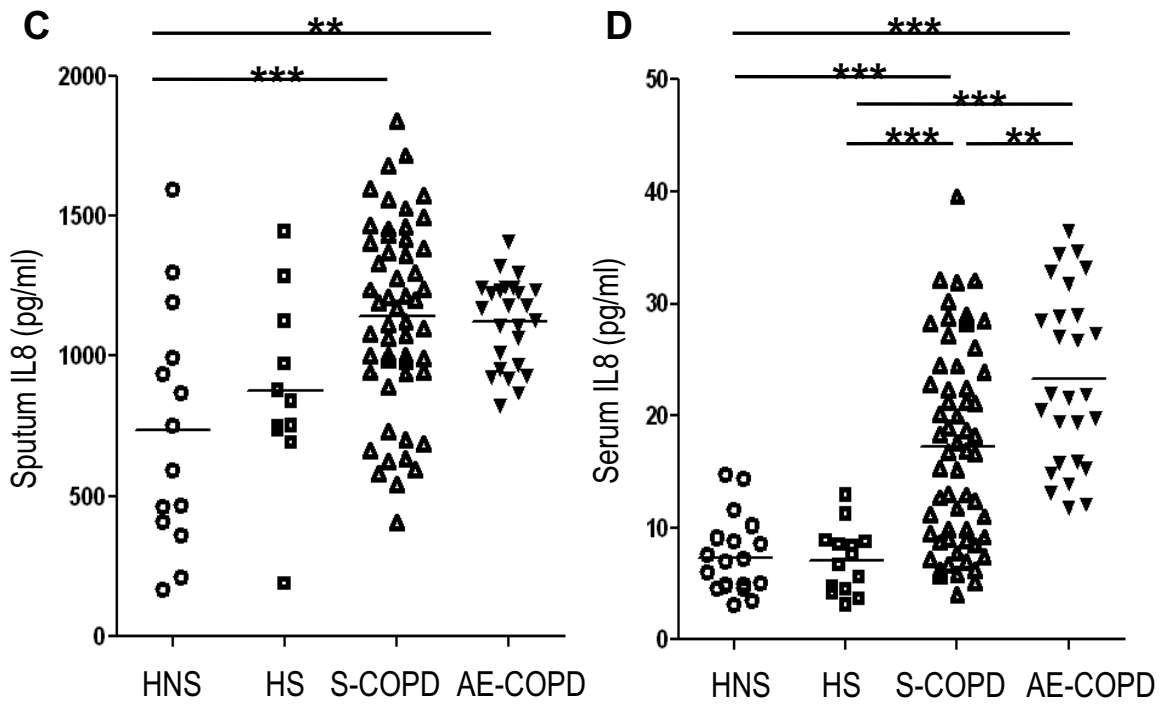 C
**
***
2000
1500
1000
500
0
Sputum IL8 (pg/ml)
HNS HS S-COPD AE-COPD
D
***
***
***
*** **
50
40
30
20
10
0
Serum IL8 (pg/ml)
HNS HS S-COPD AE-COPD